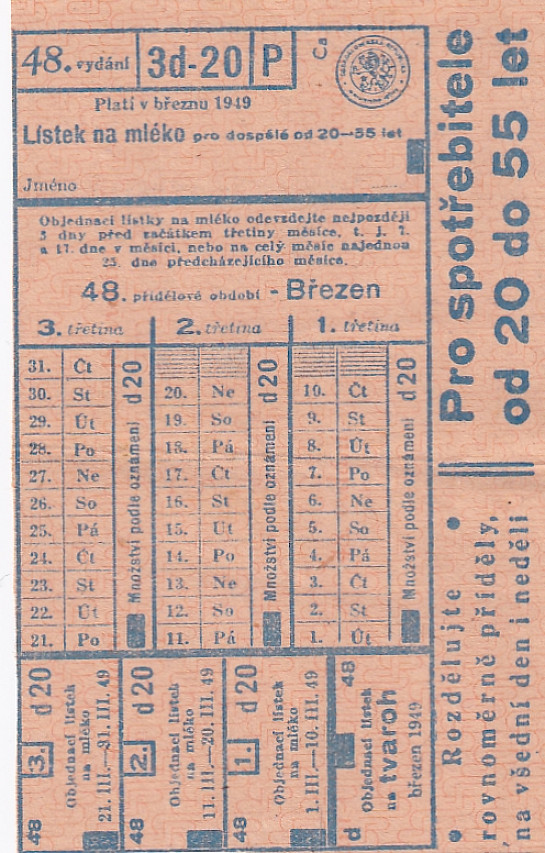 48. vydání 3d-20 P Ca
Platí v březnu 1949
Lístek na mléko pro dospělé od 20—55 let
Jméno
Objednací lístky na mléko odevzdejte nejpozději
3 dny před začátkem třetiny měsíce, t. j. 7.
a 17. dne v měsíci, nebo na celý měsíc najednou
25. dne předcházejícího měsíce.
48. přídělové období - Březen
3. třetina 2. třetina 1. třetina
31. Čt
30. St 20. Ne 10. Čt
29. Út 19. So 9. St
28. Po 18. Pá 8. Út
27. Ne 17. Čt 7. Po
26. So 16. St 6. Ne
25. Pá 15. Út 5. So
24. Čt 14. Po 4. Pá
23. St 13. Ne 3. Čt
22. Út 12. So 2. St
21. Po 11. Pá 1. Út
Množství podle oznámení d 20
Množství podle oznámení d 20
Množství podle oznámení d 20
48 3. d 20
Objednací lístek
na mléko
21. III.—31. III. 49
48 2. d 20
Objednací lístek
na mléko
11. III.—20. III. 49
48 1. d 20
Objednací lístek
na mléko
1. III.—10. III. 49
d 48
Objednací lístek
na tvaroh
březen 1949
Pro spotřebitele
od 20 do 55 let
• Rozdělujte •
rovnoměrně příděly,
na všední den i neděli